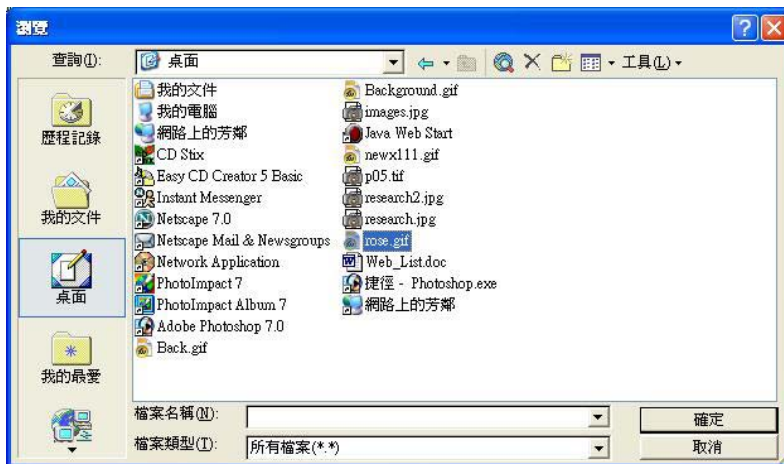 瀏覽
查詢(I): 桌面 工具(L)
歷程記錄
我的文件
桌面
我的最愛
我的文件
我的電腦
網路上的芳鄰
CD Stix
Easy CD Creator 5 Basic
Instant Messenger
Netscape 7.0
Netscape Mail & Newsgroups
Network Application
PhotoImpact 7
PhotoImpact Album 7
Adobe Photoshop 7.0
Back.gif
Background.gif
images.jpg
Java Web Start
newx111.gif
p05.tif
research2.jpg
research.jpg
rose.gif
Web_List.doc
捷徑 - Photoshop.exe
網路上的芳鄰
檔案名稱(N): 確定
檔案類型(T): 所有檔案(*.*) 取消